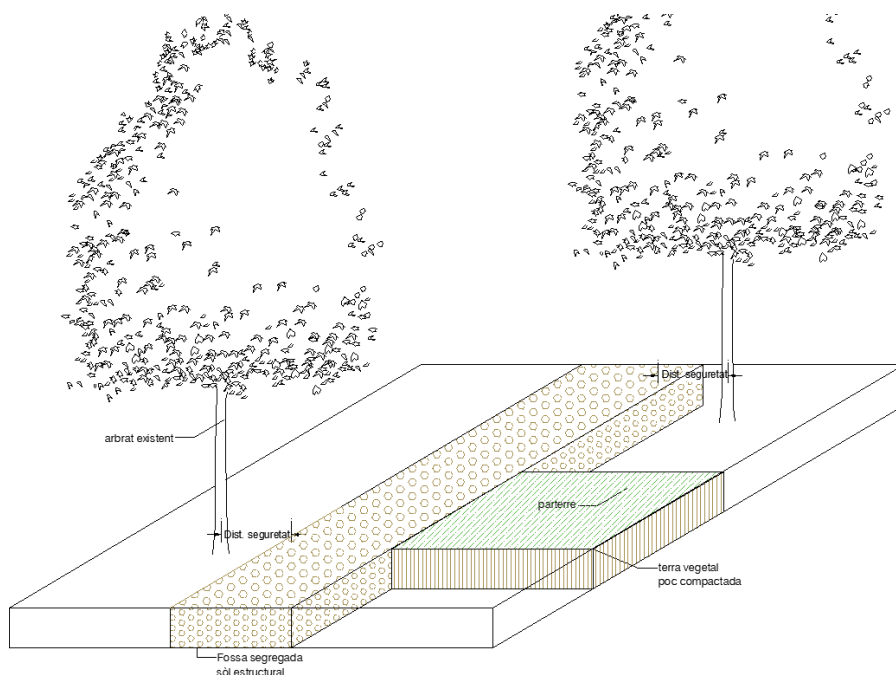 Dist. seguretat
arbrat existent
parterre
Dist. seguretat
terra vegetal
poc compactada
Fossa segregada
sòl estructural